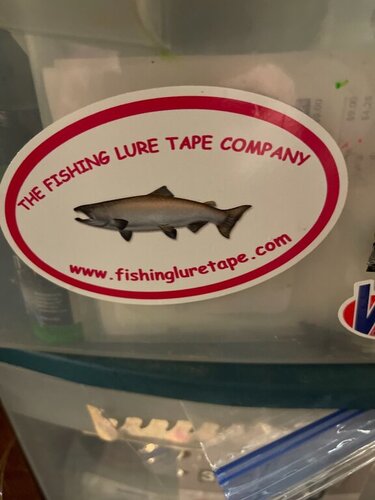 THE FISHING LURE TAPE COMPANY
www.fishingluretape.com